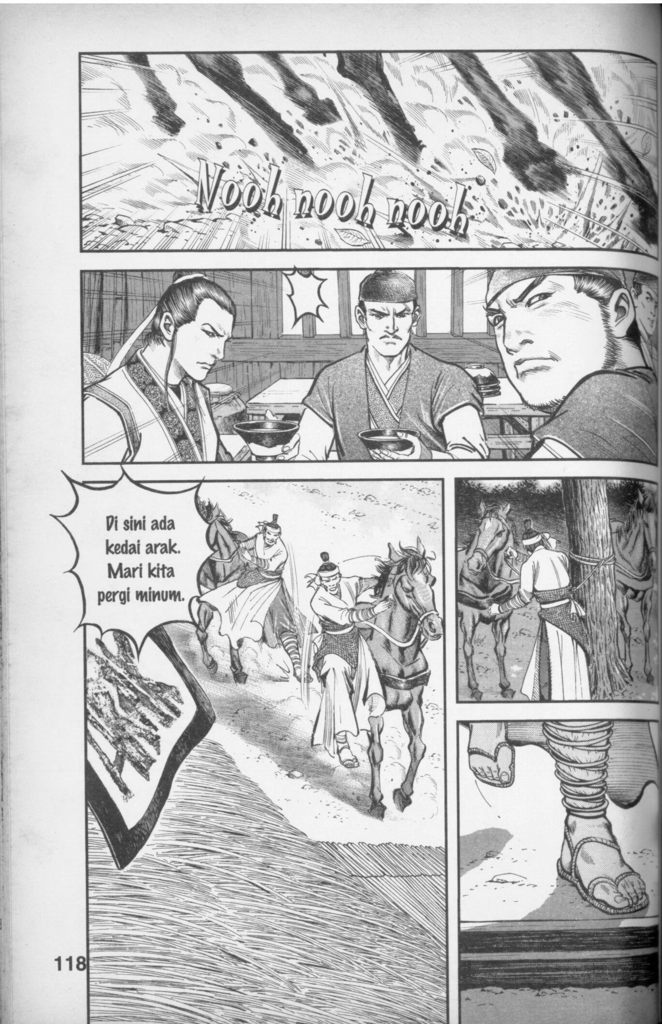 Nooh nooh nooh
Di sini ada
kedai arak.
Mari kita
pergi minum.
118